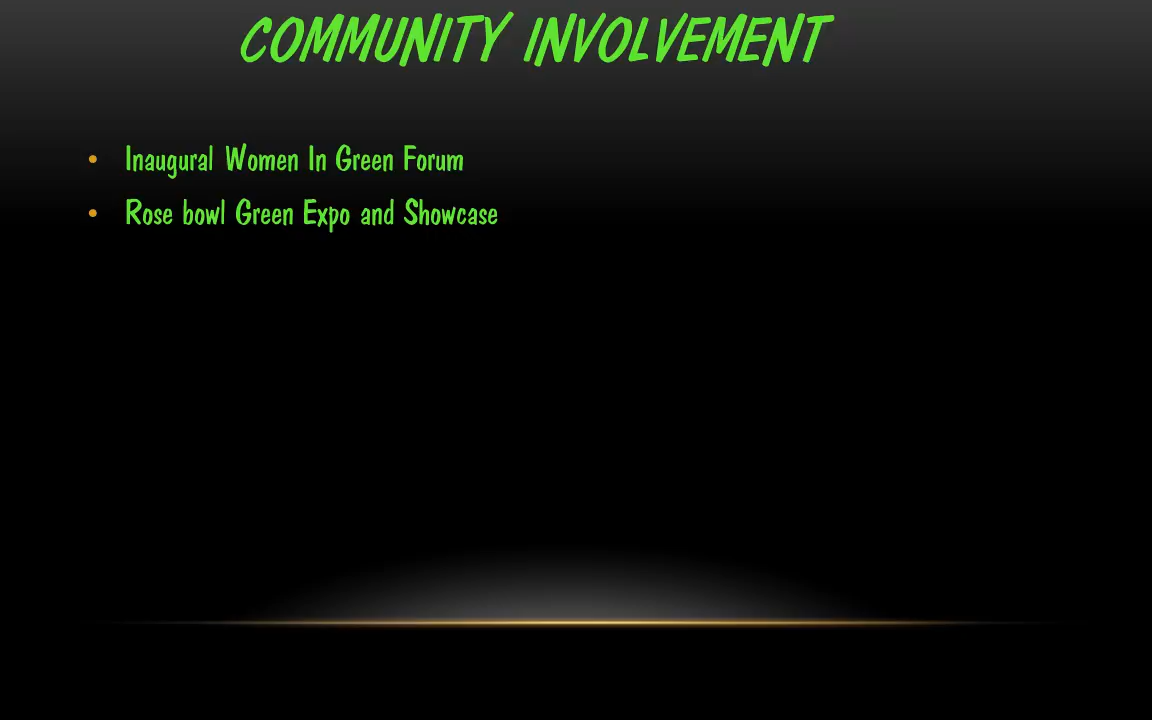 COMMUNITY INVOLVEMENT
• Inaugural Women In Green Forum
• Rose bowl Green Expo and Showcase